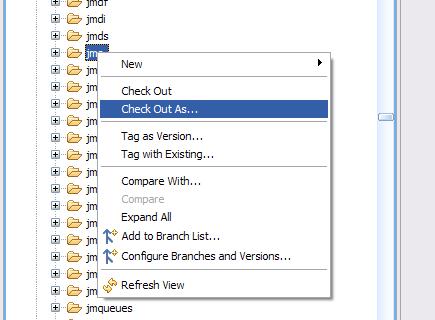 jmdf
jmdi
jmds
New
Check Out
Check Out As...
Tag as Version...
Tag with Existing...
Compare With...
Compare
Expand All
Add to Branch List...
Configure Branches and Versions...
Refresh View
jmqueues